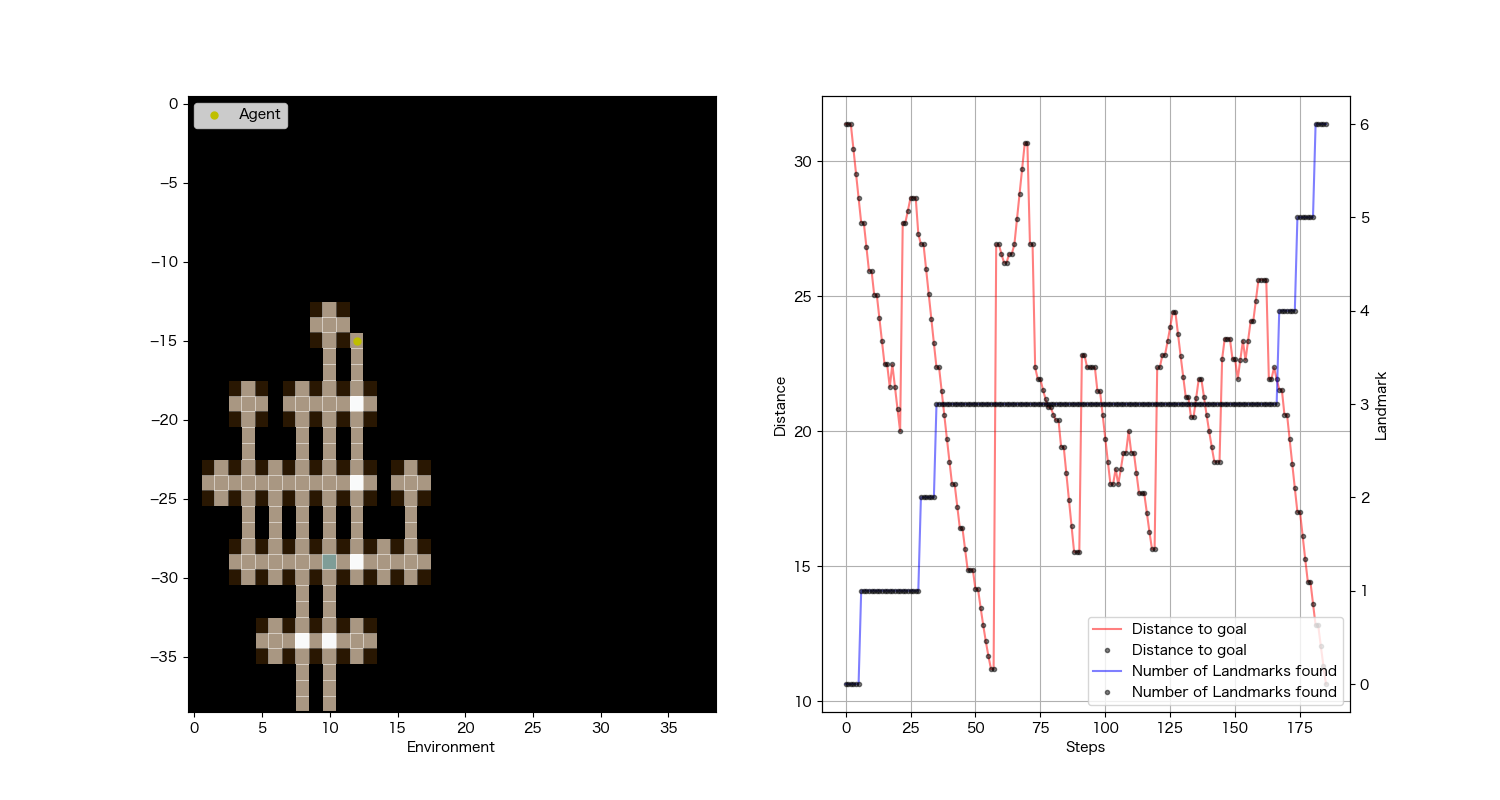 Agent
0
−5
−10
−15
−20
−25
−30
−35
0 5 10 15 20 25 30 35
Environment
30
25
20
15
10
Distance
0 25 50 75 100 125 150 175
Steps
6
5
4
3
2
1
0
Landmark
Distance to goal
Distance to goal
Number of Landmarks found
Number of Landmarks found